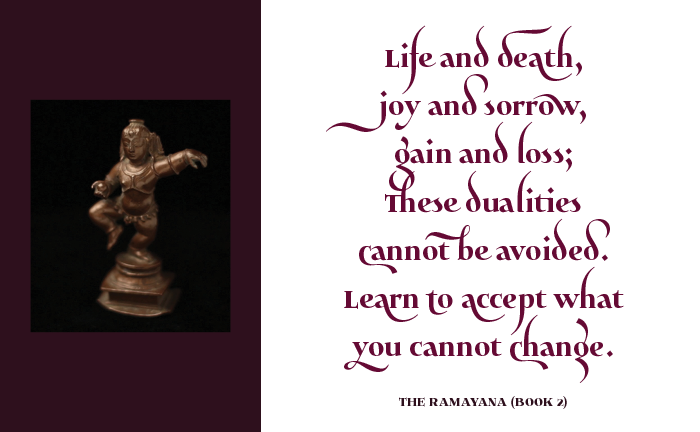 Life and death,
joy and sorrow,
gain and loss;
These dualities
cannot be avoided.
Learn to accept what
you cannot change.
THE RAMAYANA (BOOK 2)